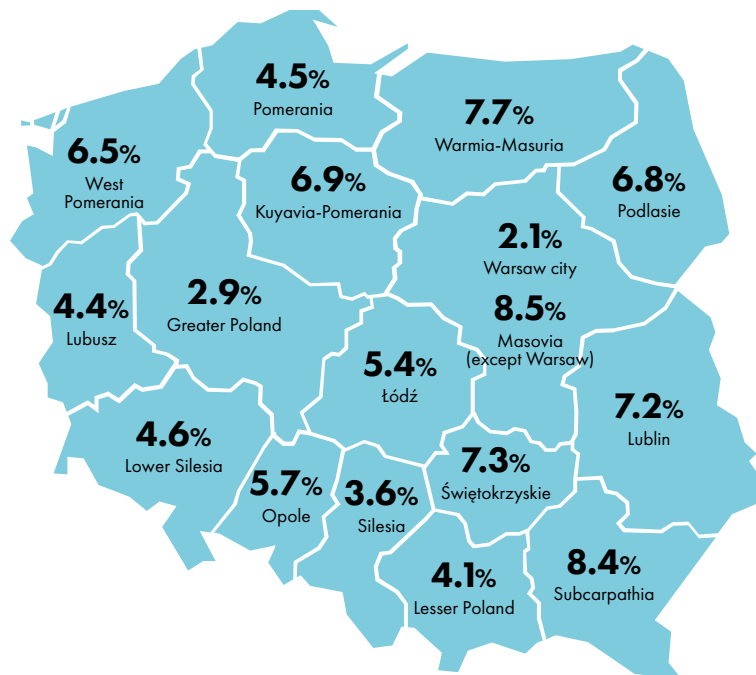 4.5%
Pomerania
7.7%
Warmia-Masuria
6.5%
West
Pomerania
6.9%
Kuyavia-Pomerania
6.8%
Podlasie
2.1%
Warsaw city
4.4%
Lubusz
2.9%
Greater Poland
8.5%
Masovia
(except Warsaw)
5.4%
Łódź
7.2%
Lublin
4.6%
Lower Silesia
5.7%
Opole
3.6%
Silesia
7.3%
Świętokrzyskie
4.1%
Lesser Poland
8.4%
Subcarpathia